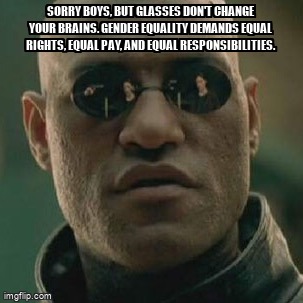 SORRY BOYS, BUT GLASSES DON'T CHANGE
YOUR BRAINS. GENDER EQUALITY DEMANDS EQUAL
RIGHTS, EQUAL PAY, AND EQUAL RESPONSIBILITIES.
imgflip.com